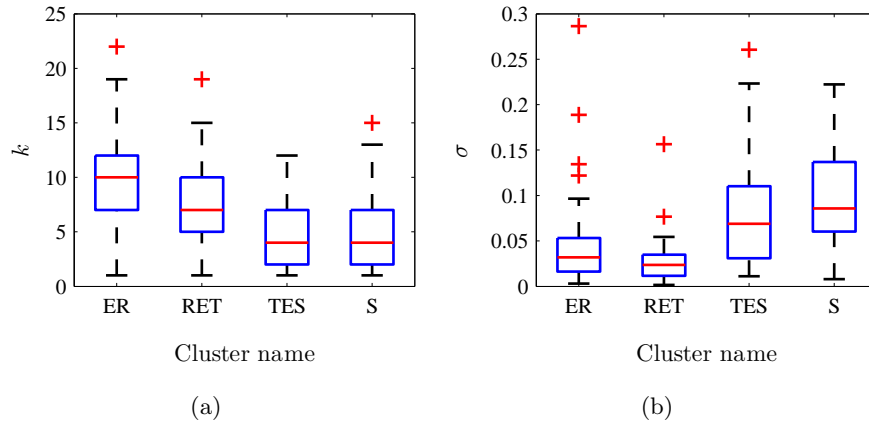 25
20
15
10
5
0
k
ER RET TES S
Cluster name
(a)
0.3
0.25
0.2
0.15
0.1
0.05
0
σ
ER RET TES S
Cluster name
(b)